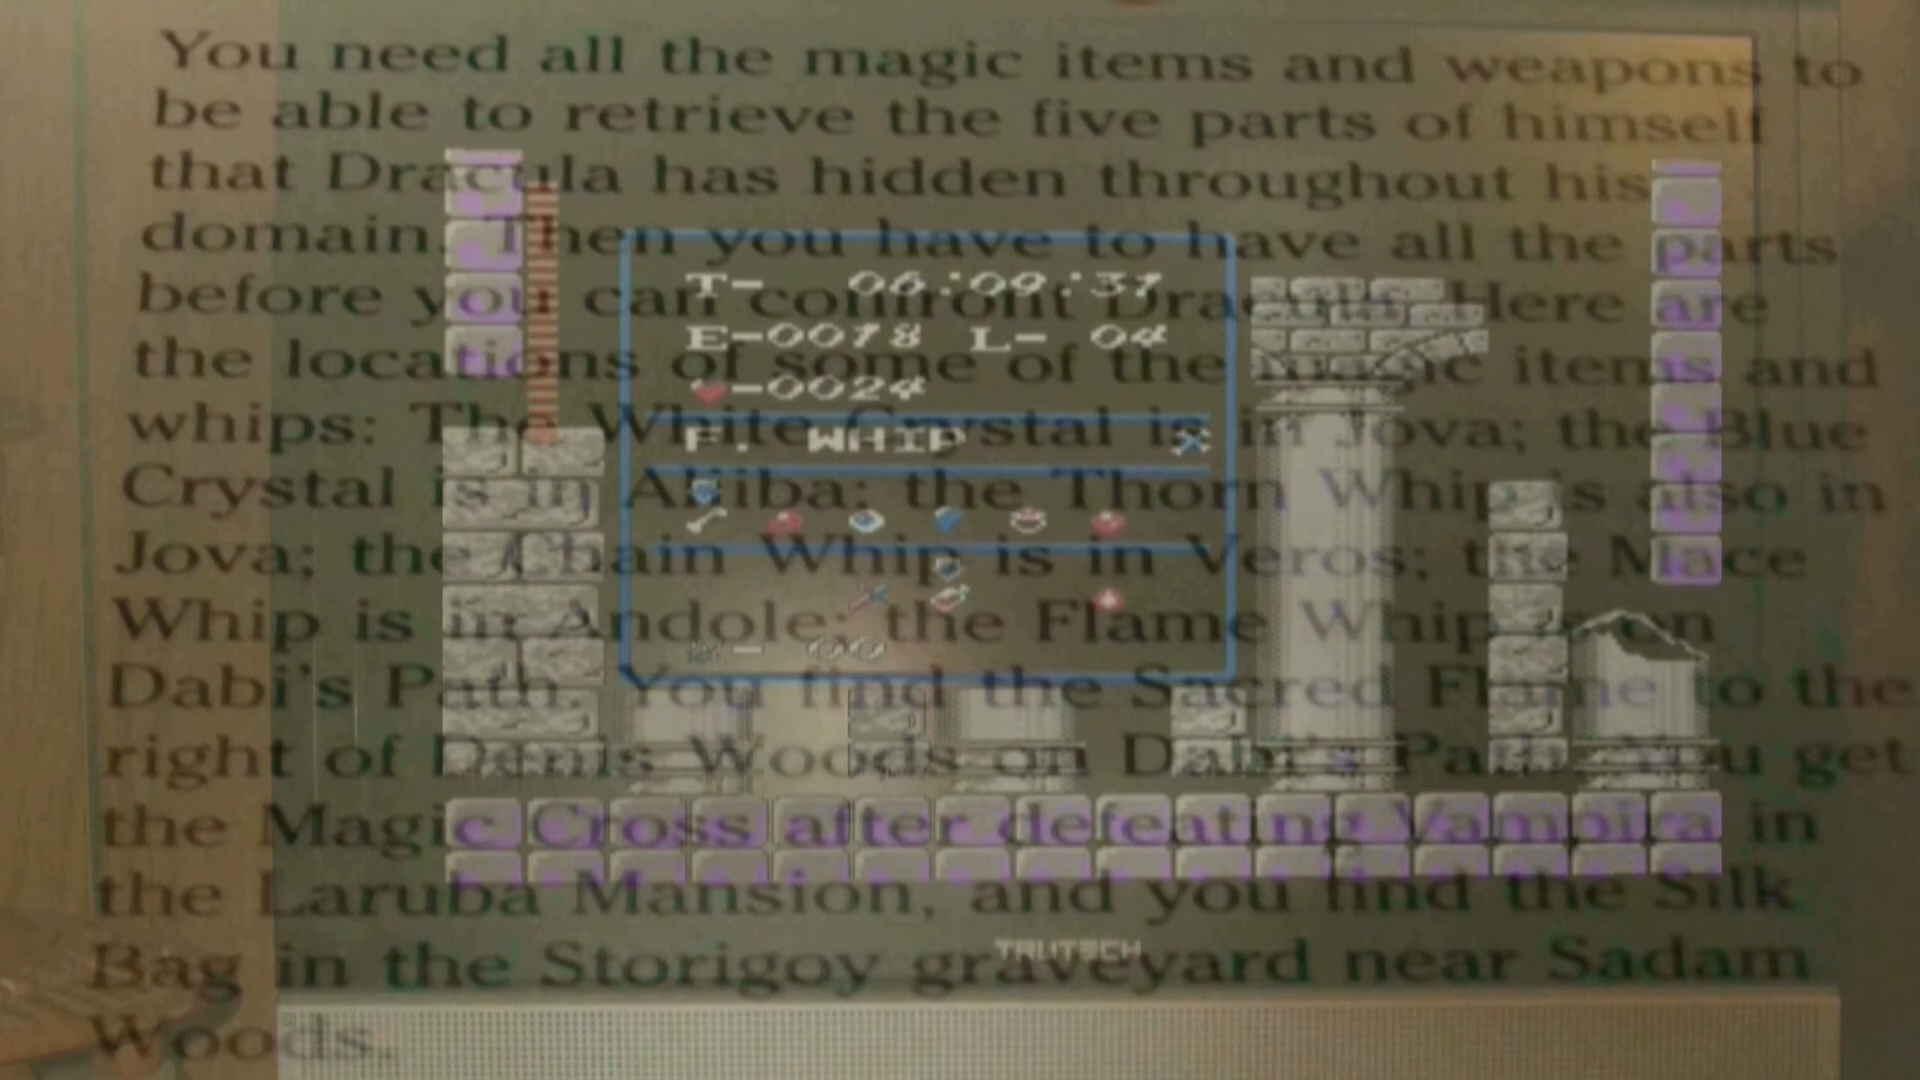 You need all the magic items and weapons to
be able to retrieve the five parts of himself
that Dracula has hidden throughout his
domain. Then you have to have all the parts
before you can confront Dracula. Here are
the locations of some of the magic items and
whips: The White Crystal is in Jova; the Blue
Crystal is in Aljiba; the Thorn Whip is also in
Jova; the Chain Whip is in Veros; the Mace
Whip is in Andole; the Flame Whip is on
Dabi's Path. You find the Sacred Flame to the
right of Denis Woods on Dabi's Path. You get
the Magic Cross after defeating Vampira in
the Laruba Mansion, and you find the Silk
Bag in the Storigoy graveyard near Sadam
Woods.
T- 06:09:37
E-0078 L- 04
-0024
F. WHIP
- 00
TRUTECH